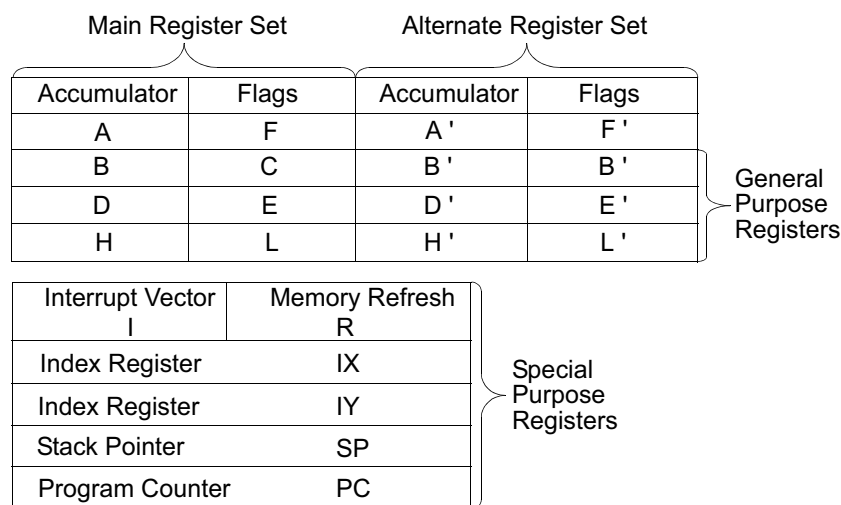 Main Register Set Alternate Register Set
Accumulator Flags Accumulator Flags
A F A ' F '
B C B ' B '
D E D ' E '
H L H ' L '
General
Purpose
Registers
Interrupt Vector Memory Refresh
I R
Index Register IX
Index Register IY
Stack Pointer SP
Program Counter PC
Special
Purpose
Registers